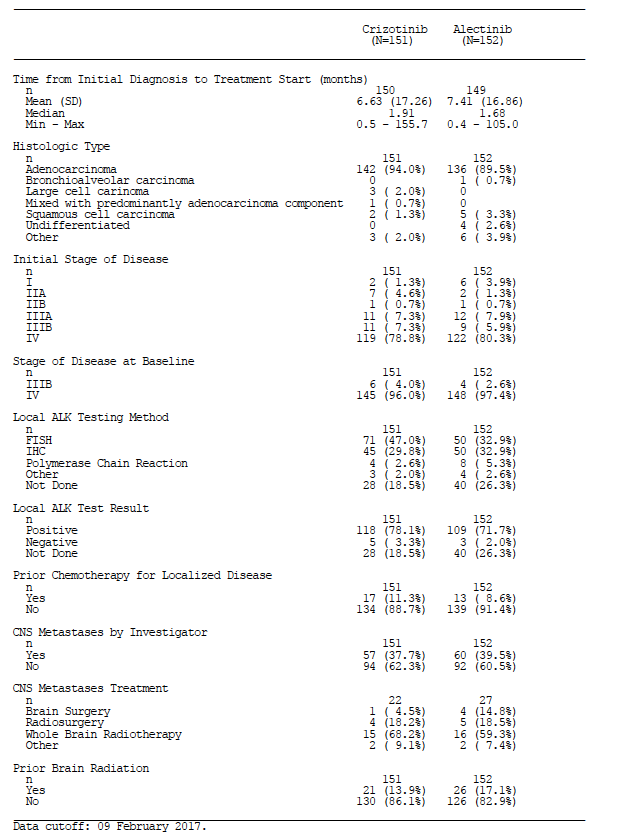 Crizotinib Alectinib
(N=151) (N=152)
Time from Initial Diagnosis to Treatment Start (months)
n 150 149
Mean (SD) 6.63 (17.26) 7.41 (16.86)
Median 1.91 1.68
Min - Max 0.5 - 155.7 0.4 - 105.0
Histologic Type
n 151 152
Adenocarcinoma 142 (94.0%) 136 (89.5%)
Bronchioalveolar carcinoma 0 1 ( 0.7%)
Large cell carinoma 3 ( 2.0%) 0
Mixed with predominantly adenocarcinoma component 1 ( 0.7%) 0
Squamous cell carcinoma 2 ( 1.3%) 5 ( 3.3%)
Undifferentiated 0 4 ( 2.6%)
Other 3 ( 2.0%) 6 ( 3.9%)
Initial Stage of Disease
n 151 152
I 2 ( 1.3%) 6 ( 3.9%)
IIA 7 ( 4.6%) 2 ( 1.3%)
IIB 1 ( 0.7%) 1 ( 0.7%)
IIIA 11 ( 7.3%) 12 ( 7.9%)
IIIB 11 ( 7.3%) 9 ( 5.9%)
IV 119 (78.8%) 122 (80.3%)
Stage of Disease at Baseline
n 151 152
IIIB 6 ( 4.0%) 4 ( 2.6%)
IV 145 (96.0%) 148 (97.4%)
Local ALK Testing Method
n 151 152
FISH 71 (47.0%) 50 (32.9%)
IHC 45 (29.8%) 50 (32.9%)
Polymerase Chain Reaction 4 ( 2.6%) 8 ( 5.3%)
Other 3 ( 2.0%) 4 ( 2.6%)
Not Done 28 (18.5%) 40 (26.3%)
Local ALK Test Result
n 151 152
Positive 118 (78.1%) 109 (71.7%)
Negative 5 ( 3.3%) 3 ( 2.0%)
Not Done 28 (18.5%) 40 (26.3%)
Prior Chemotherapy for Localized Disease
n 151 152
Yes 17 (11.3%) 13 ( 8.6%)
No 134 (88.7%) 139 (91.4%)
CNS Metastases by Investigator
n 151 152
Yes 57 (37.7%) 60 (39.5%)
No 94 (62.3%) 92 (60.5%)
CNS Metastases Treatment
n 22 27
Brain Surgery 1 ( 4.5%) 4 (14.8%)
Radiosurgery 4 (18.2%) 5 (18.5%)
Whole Brain Radiotherapy 15 (68.2%) 16 (59.3%)
Other 2 ( 9.1%) 2 ( 7.4%)
Prior Brain Radiation
n 151 152
Yes 21 (13.9%) 26 (17.1%)
No 130 (86.1%) 126 (82.9%)
Data cutoff: 09 February 2017.